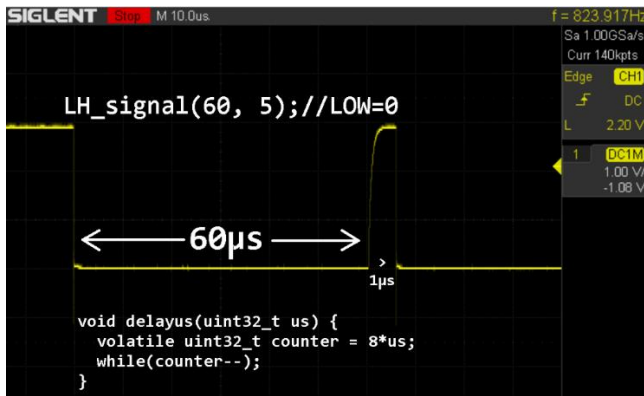 SIGLENT Stop M 10.0us f = 823.917Hz
Sa 1.00GSa/s
Curr 140kpts
Edge CH1
DC
L 2.20 V
1 DC1M
1.00 V/
-1.08 V
LH_signal(60, 5);//LOW=0
60µs
>
1µs
void delayus(uint32_t us) {
volatile uint32_t counter = 8*us;
while(counter--);
}